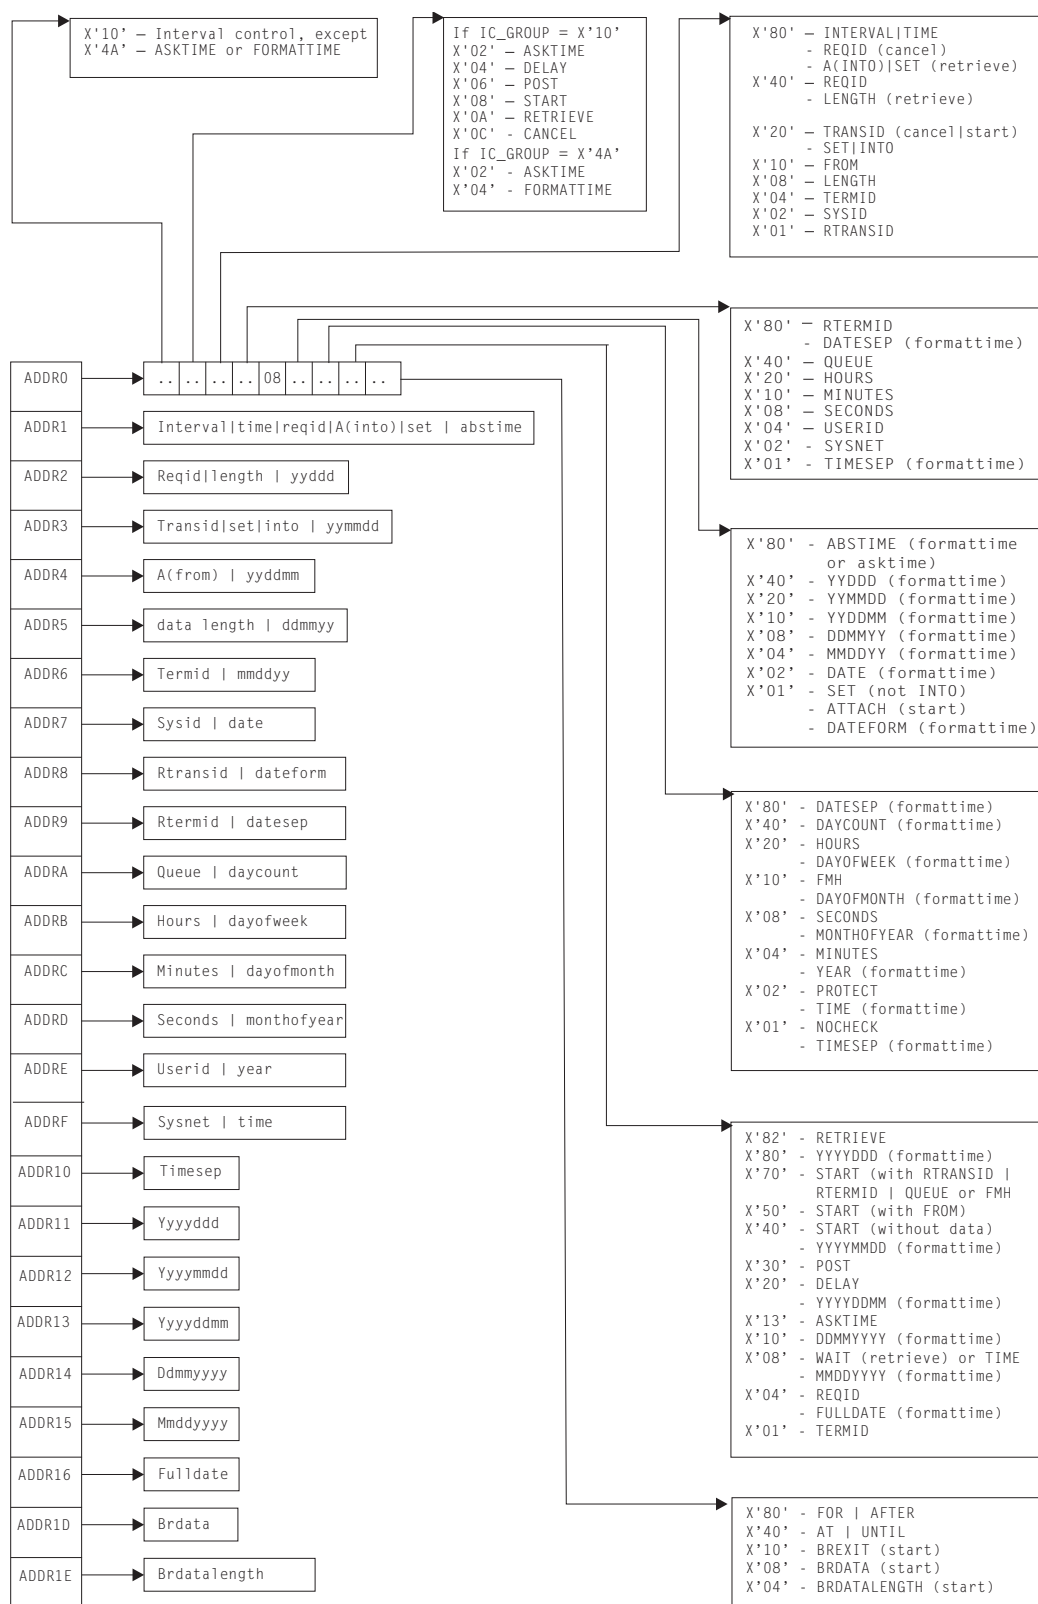 X'10' – Interval control, except
X'4A' – ASKTIME or FORMATTIME
If IC_GROUP = X'10'
X'02' – ASKTIME
X'04' – DELAY
X'06' – POST
X'08' – START
X'0A' – RETRIEVE
X'0C' - CANCEL
If IC_GROUP = X'4A'
X'02' - ASKTIME
X'04' - FORMATTIME
X'80' – INTERVAL|TIME
- REQID (cancel)
- A(INTO)|SET (retrieve)
X'40' – REQID
- LENGTH (retrieve)
X'20' – TRANSID (cancel|start)
- SET|INTO
X'10' – FROM
X'08' – LENGTH
X'04' – TERMID
X'02' – SYSID
X'01' – RTRANSID
X'80' – RTERMID
- DATESEP (formattime)
X'40' – QUEUE
X'20' – HOURS
X'10' – MINUTES
X'08' – SECONDS
X'04' – USERID
X'02' - SYSNET
X'01' - TIMESEP (formattime)
X'80' - ABSTIME (formattime
or asktime)
X'40' - YYDDD (formattime)
X'20' - YYMMDD (formattime)
X'10' - YYDDMM (formattime)
X'08' - DDMMYY (formattime)
X'04' - MMDDYY (formattime)
X'02' - DATE (formattime)
X'01' - SET (not INTO)
- ATTACH (start)
- DATEFORM (formattime)
X'80' - DATESEP (formattime)
X'40' - DAYCOUNT (formattime)
X'20' - HOURS
- DAYOFWEEK (formattime)
X'10' - FMH
- DAYOFMONTH (formattime)
X'08' - SECONDS
- MONTHOFYEAR (formattime)
X'04' - MINUTES
- YEAR (formattime)
X'02' - PROTECT
- TIME (formattime)
X'01' - NOCHECK
- TIMESEP (formattime)
X'82' - RETRIEVE
X'80' - YYYYDDD (formattime)
X'70' - START (with RTRANSID |
RTERMID | QUEUE or FMH
X'50' - START (with FROM)
X'40' - START (without data)
- YYYYMMDD (formattime)
X'30' - POST
X'20' - DELAY
- YYYYDDMM (formattime)
X'13' - ASKTIME
X'10' - DDMMYYYY (formattime)
X'08' - WAIT (retrieve) or TIME
- MMDDYYYY (formattime)
X'04' - REQID
- FULLDATE (formattime)
X'01' - TERMID
X'80' - FOR | AFTER
X'40' - AT | UNTIL
X'10' - BREXIT (start)
X'08' - BRDATA (start)
X'04' - BRDATALENGTH (start)
ADDR0 .. .. .. .. 08 .. .. .. ..
ADDR1 Interval|time|reqid|A(into)|set | abstime
ADDR2 Reqid|length | yyddd
ADDR3 Transid|set|into | yymmdd
ADDR4 A(from) | yyddmm
ADDR5 data length | ddmmyy
ADDR6 Termid | mmddyy
ADDR7 Sysid | date
ADDR8 Rtransid | dateform
ADDR9 Rtermid | datesep
ADDRA Queue | daycount
ADDRB Hours | dayofweek
ADDRC Minutes | dayofmonth
ADDRD Seconds | monthofyear
ADDRE Userid | year
ADDRF Sysnet | time
ADDR10 Timesep
ADDR11 Yyyyddd
ADDR12 Yyyymmdd
ADDR13 Yyyyddmm
ADDR14 Ddmmyyyy
ADDR15 Mmddyyyy
ADDR16 Fulldate
ADDR1D Brdata
ADDR1E Brdatalength